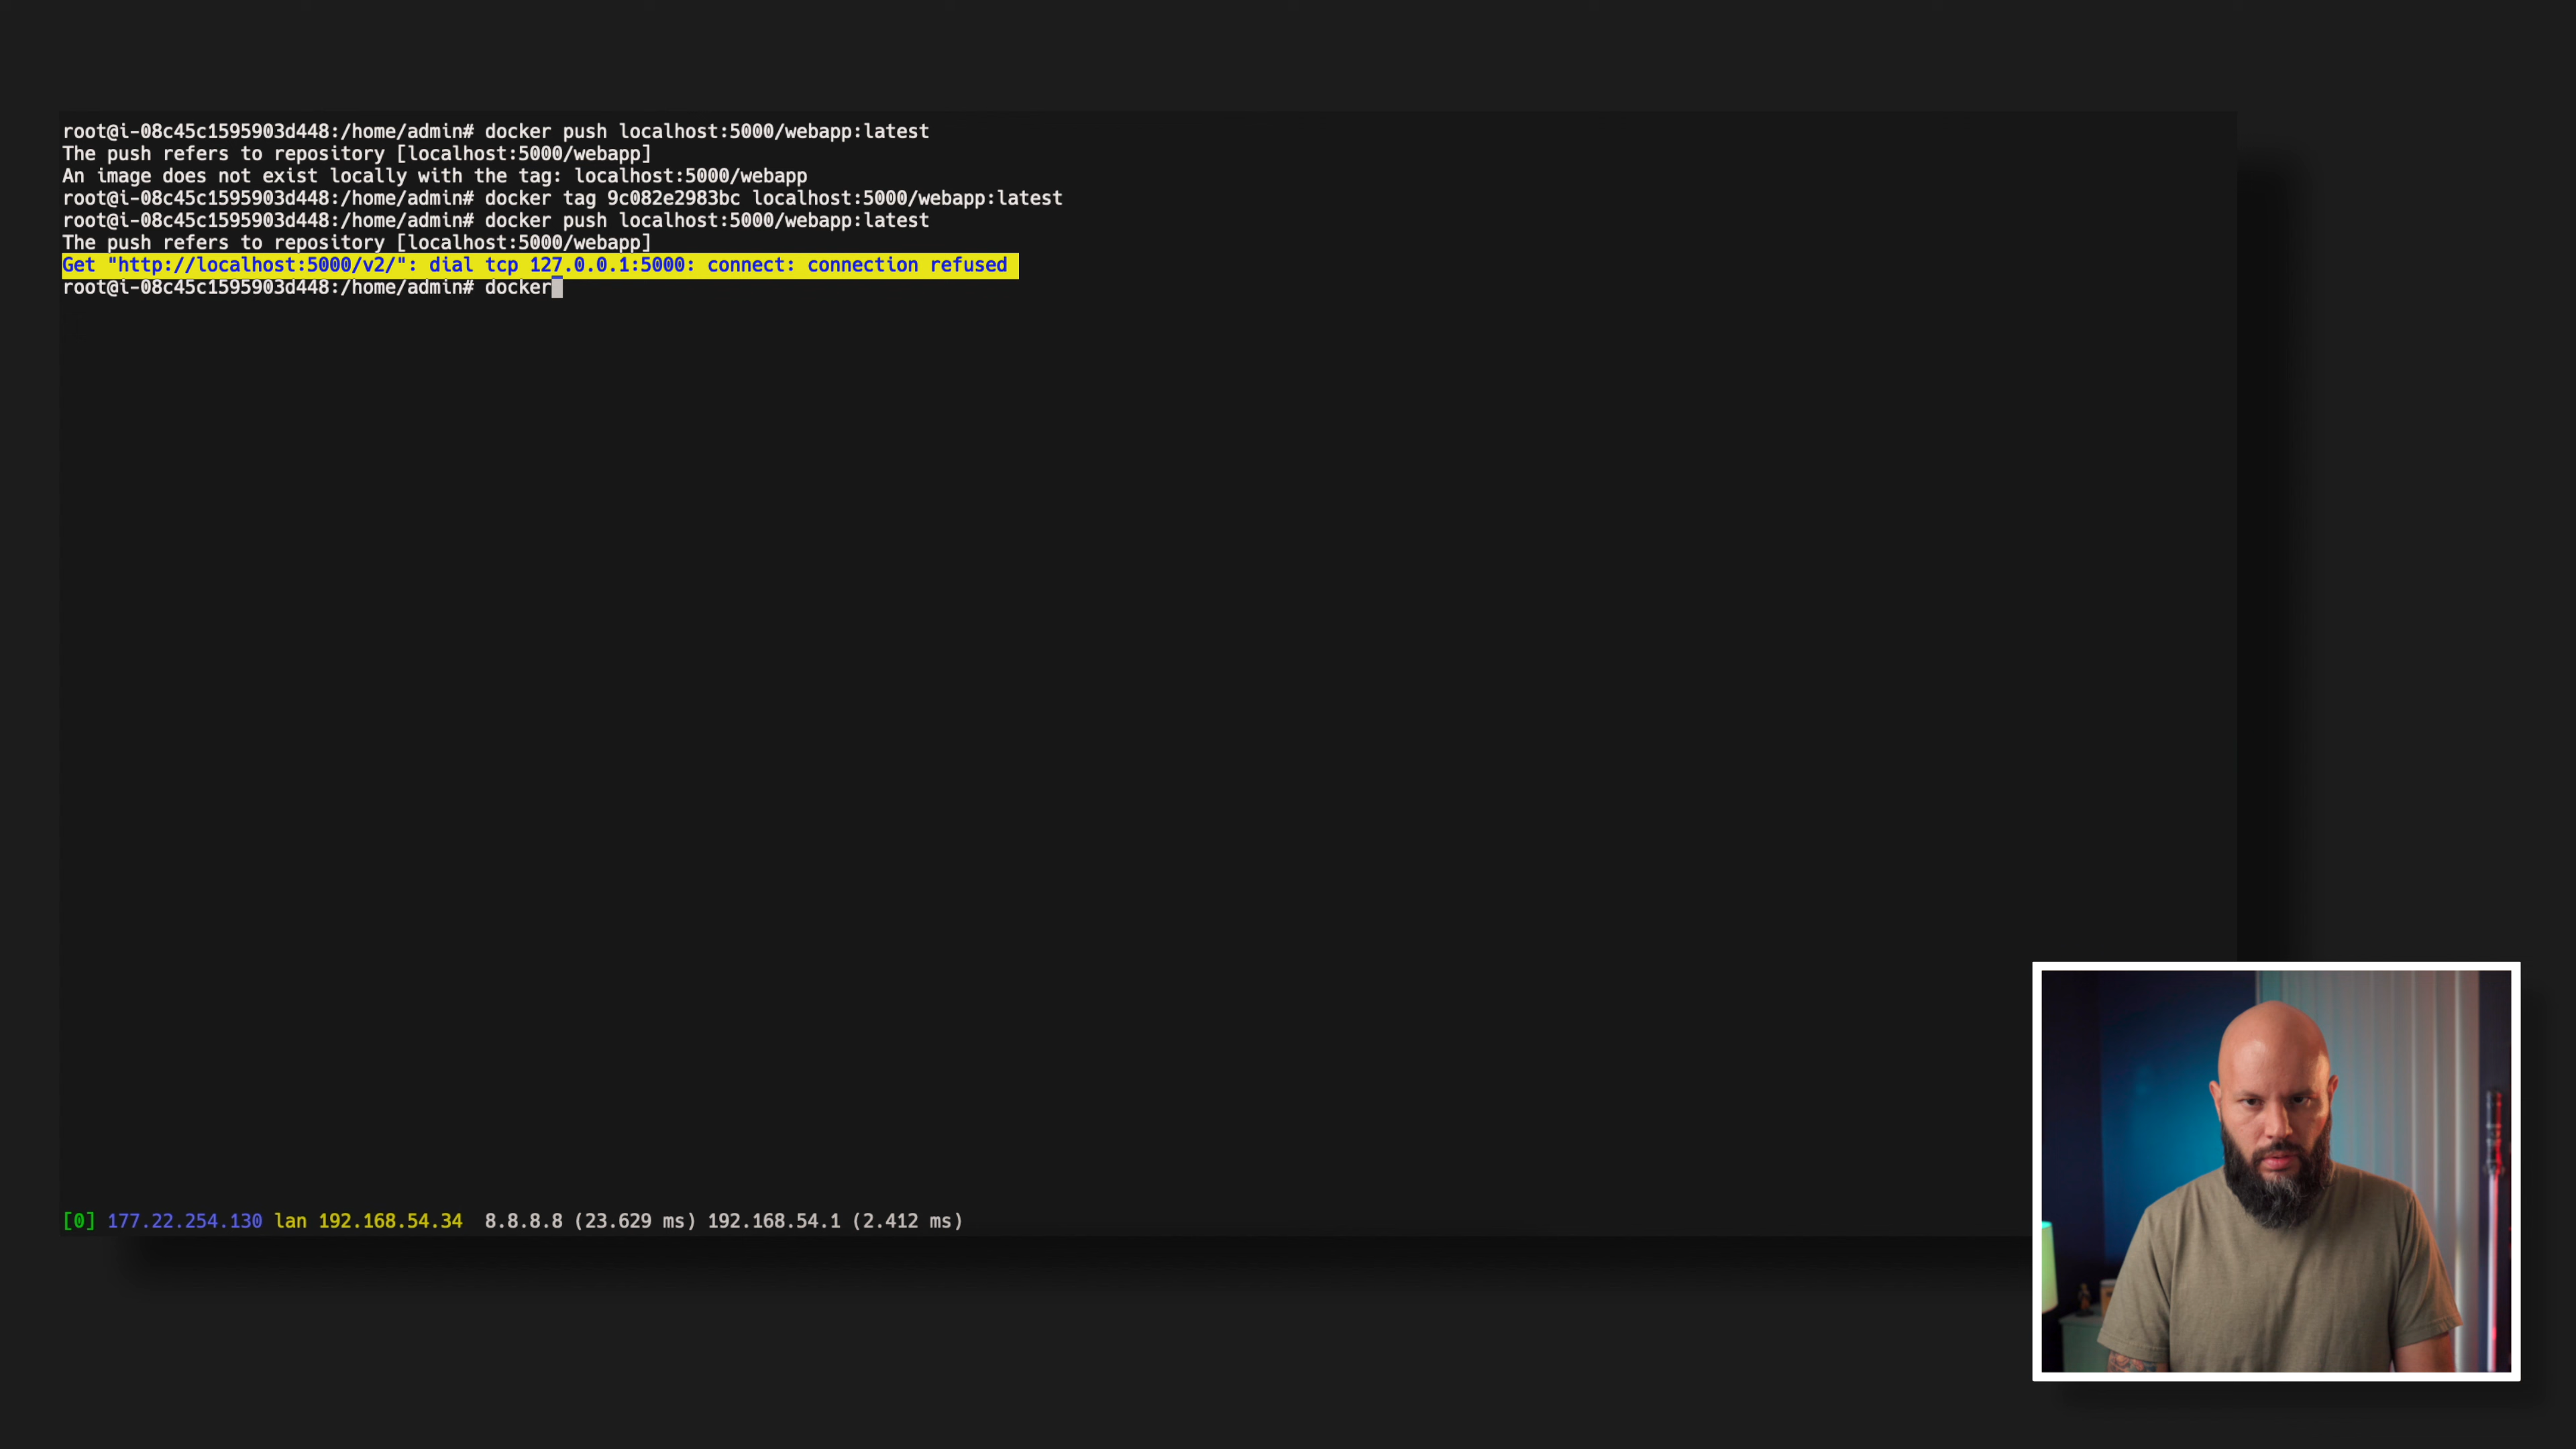 root@i-08c45c1595903d448:/home/admin# docker push localhost:5000/webapp:latest
The push refers to repository [localhost:5000/webapp]
An image does not exist locally with the tag: localhost:5000/webapp
root@i-08c45c1595903d448:/home/admin# docker tag 9c082e2983bc localhost:5000/webapp:latest
root@i-08c45c1595903d448:/home/admin# docker push localhost:5000/webapp:latest
The push refers to repository [localhost:5000/webapp]
Get "http://localhost:5000/v2/": dial tcp 127.0.0.1:5000: connect: connection refused
root@i-08c45c1595903d448:/home/admin# docker
[0] 177.22.254.130 lan 192.168.54.34 8.8.8.8 (23.629 ms) 192.168.54.1 (2.412 ms)